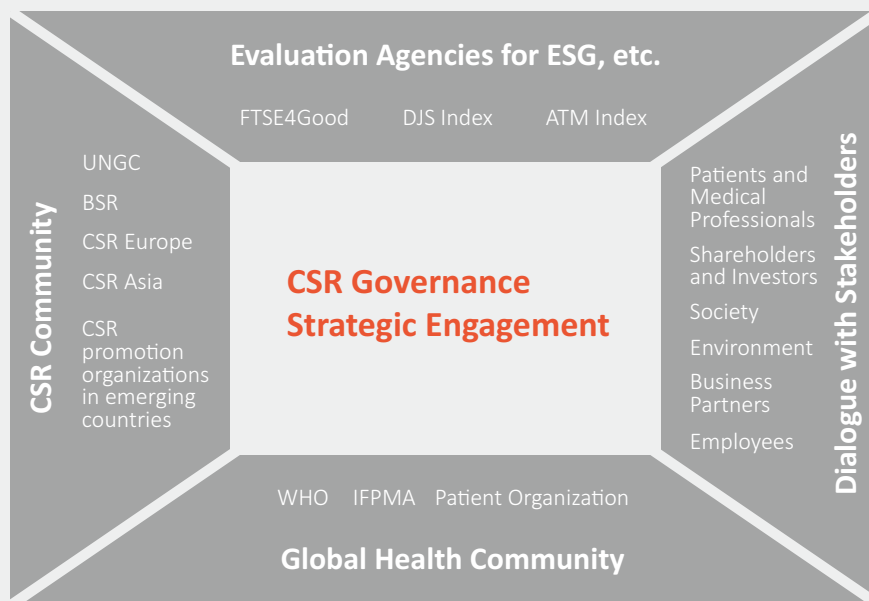 Evaluation Agencies for ESG, etc.
FTSE4Good DJS Index ATM Index
CSR Community
UNGC
BSR
CSR Europe
CSR Asia
CSR
promotion
organizations
in emerging
countries
CSR Governance
Strategic Engagement
Patients and
Medical
Professionals
Shareholders
and Investors
Society
Environment
Business
Partners
Employees
Dialogue with Stakeholders
WHO IFPMA Patient Organization
Global Health Community